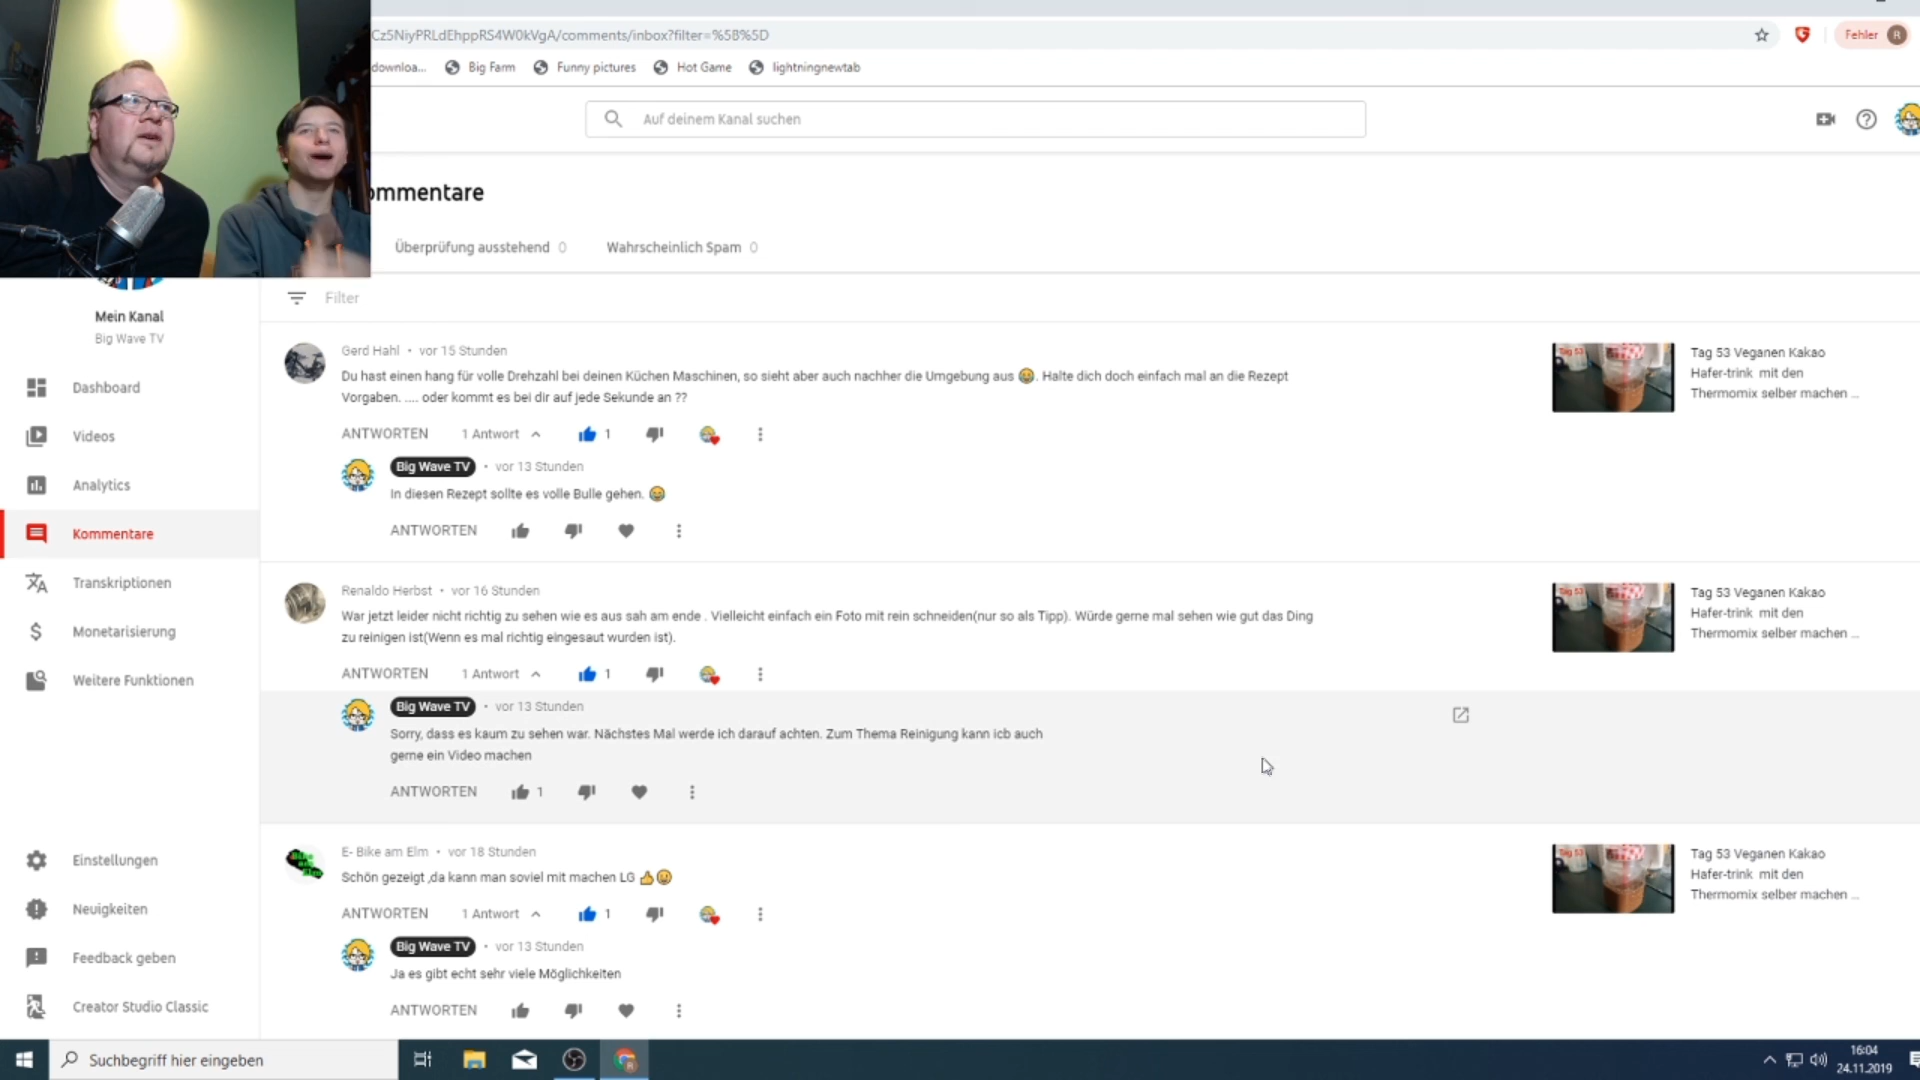 Cz5NiyPRLdEhppRS4W0kVgA/comments/inbox?filter=%5B%5D
Fehler R
downloa... Big Farm Funny pictures Hot Game lightningnewtab
Auf deinem Kanal suchen
ommentare
Überprüfung ausstehend 0 Wahrscheinlich Spam 0
Filter
Mein Kanal
Big Wave TV
Dashboard
Videos
Analytics
Kommentare
Transkriptionen
Monetarisierung
Weitere Funktionen
Einstellungen
Neuigkeiten
Feedback geben
Creator Studio Classic
Gerd Hahl • vor 15 Stunden
Du hast einen hang für volle Drehzahl bei deinen Küchen Maschinen, so sieht aber auch nachher die Umgebung aus 😂. Halte dich doch einfach mal an die Rezept
Vorgaben. .... oder kommt es bei dir auf jede Sekunde an ??
ANTWORTEN 1 Antwort 1
Big Wave TV • vor 13 Stunden
In diesen Rezept sollte es volle Bulle gehen. 😂
ANTWORTEN
Tag 53
Tag 53 Veganen Kakao
Hafer-trink mit den
Thermomix selber machen ...
Renaldo Herbst • vor 16 Stunden
War jetzt leider nicht richtig zu sehen wie es aus sah am ende . Vielleicht einfach ein Foto mit rein schneiden(nur so als Tipp). Würde gerne mal sehen wie gut das Ding
zu reinigen ist(Wenn es mal richtig eingesaut wurden ist).
ANTWORTEN 1 Antwort 1
Big Wave TV • vor 13 Stunden
Sorry, dass es kaum zu sehen war. Nächstes Mal werde ich darauf achten. Zum Thema Reinigung kann icb auch
gerne ein Video machen
ANTWORTEN 1
Tag 53
Tag 53 Veganen Kakao
Hafer-trink mit den
Thermomix selber machen ...
E- Bike am Elm • vor 18 Stunden
Schön gezeigt ,da kann man soviel mit machen LG 👍😀
ANTWORTEN 1 Antwort 1
Big Wave TV • vor 13 Stunden
Ja es gibt echt sehr viele Möglichkeiten
ANTWORTEN
Tag 53
Tag 53 Veganen Kakao
Hafer-trink mit den
Thermomix selber machen ...
Suchbegriff hier eingeben
16:04
24.11.2019